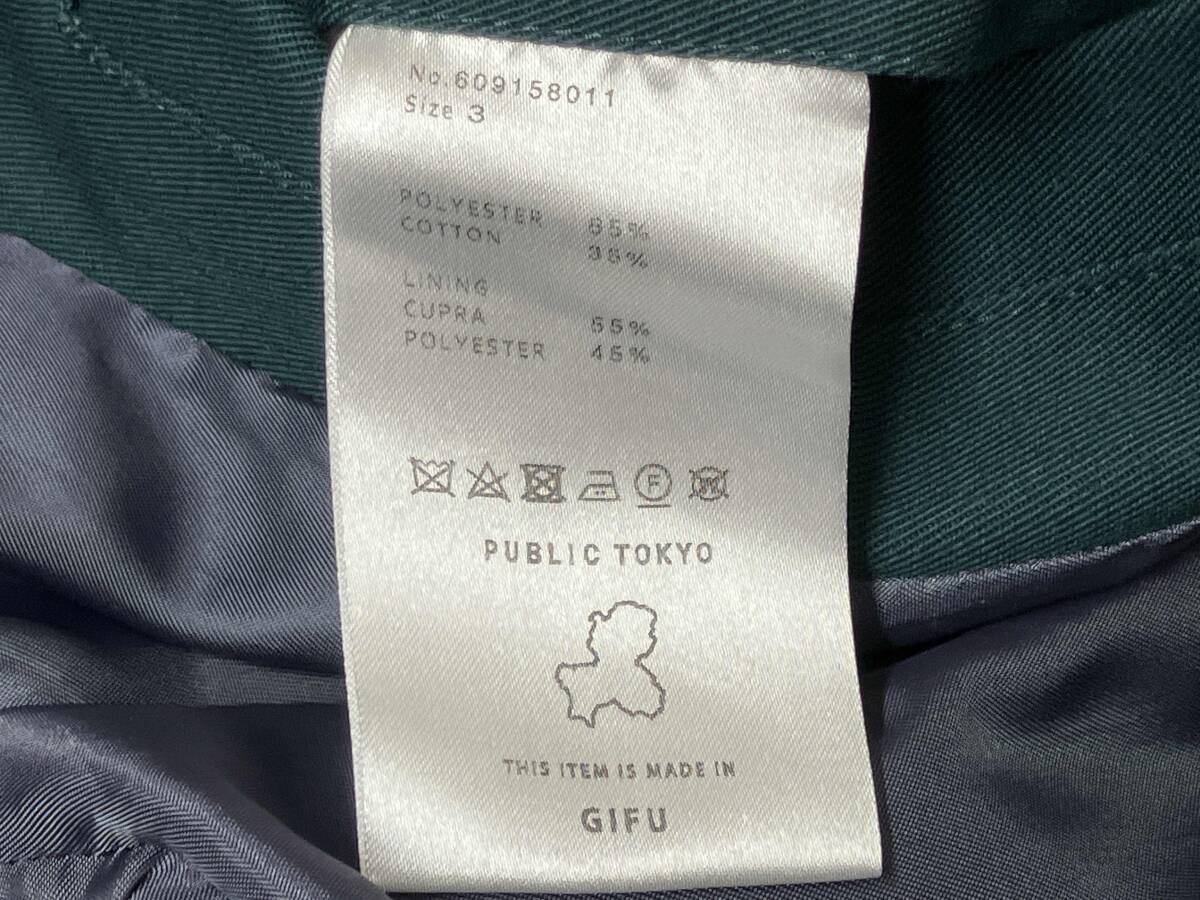 No.609158011
Size 3
POLYESTER 65%
COTTON 35%
LINING
CUPRA 55%
POLYESTER 45%
F
W
PUBLIC TOKYO
THIS ITEM IS MADE IN
GIFU